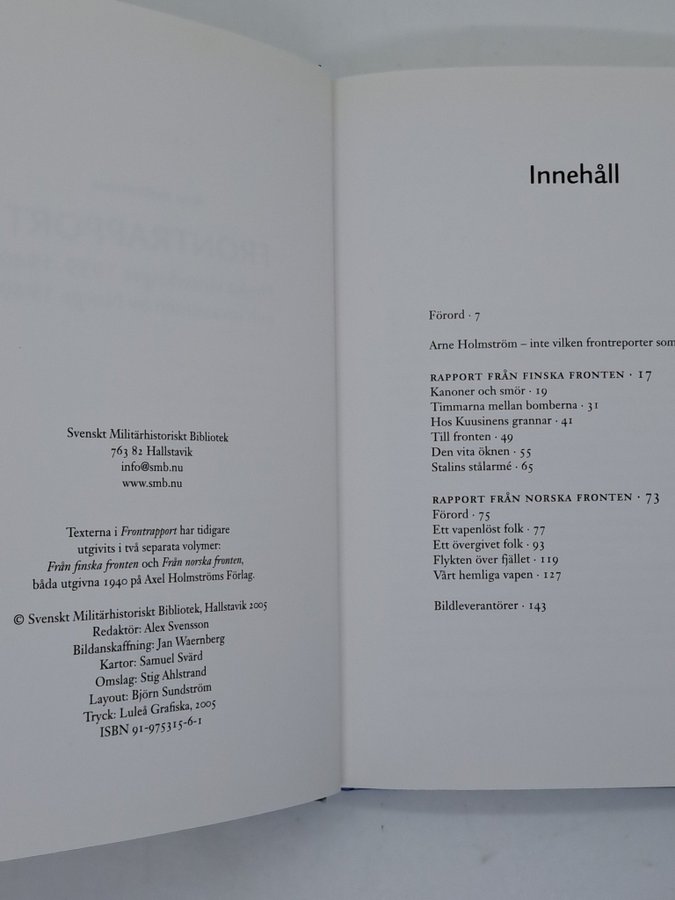 Svenskt Militärhistoriskt Bibliotek
763 82 Hallstavik
info@smb.nu
www.smb.nu
Texterna i Frontrapport har tidigare
utgivits i två separata volymer:
Från finska fronten och Från norska fronten,
båda utgivna 1940 på Axel Holmströms Förlag.
© Svenskt Militärhistoriskt Bibliotek, Hallstavik 2005
Redaktör: Alex Svensson
Bildanskaffning: Jan Waernberg
Kartor: Samuel Svärd
Omslag: Stig Ahlstrand
Layout: Björn Sundström
Tryck: Luleå Grafiska, 2005
ISBN 91-975315-6-1
Innehåll
Förord · 7
Arne Holmström – inte vilken frontreporter som
RAPPORT FRÅN FINSKA FRONTEN · 17
Kanoner och smör · 19
Timmarna mellan bomberna · 31
Hos Kuusinens grannar · 41
Till fronten · 49
Den vita öknen · 55
Stalins stålarmé · 65
RAPPORT FRÅN NORSKA FRONTEN · 73
Förord · 75
Ett vapenlöst folk · 77
Ett övergivet folk · 93
Flykten över fjället · 119
Vårt hemliga vapen · 127
Bildleverantörer · 143